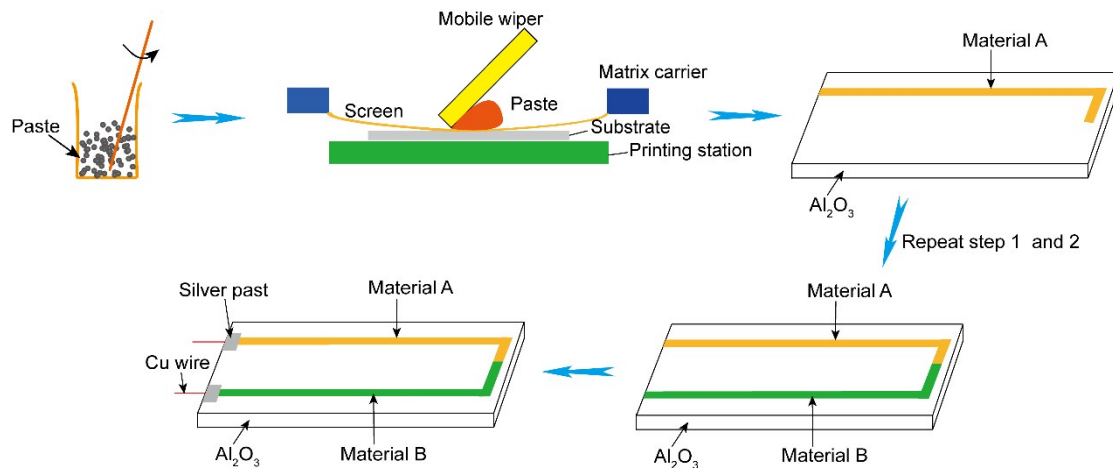 Paste
Mobile wiper
Screen
Paste
Matrix carrier
Substrate
Printing station
Material A
Al₂O₃
Repeat step 1 and 2
Silver past
Material A
Cu wire
Al₂O₃
Material B
Material A
Al₂O₃
Material B